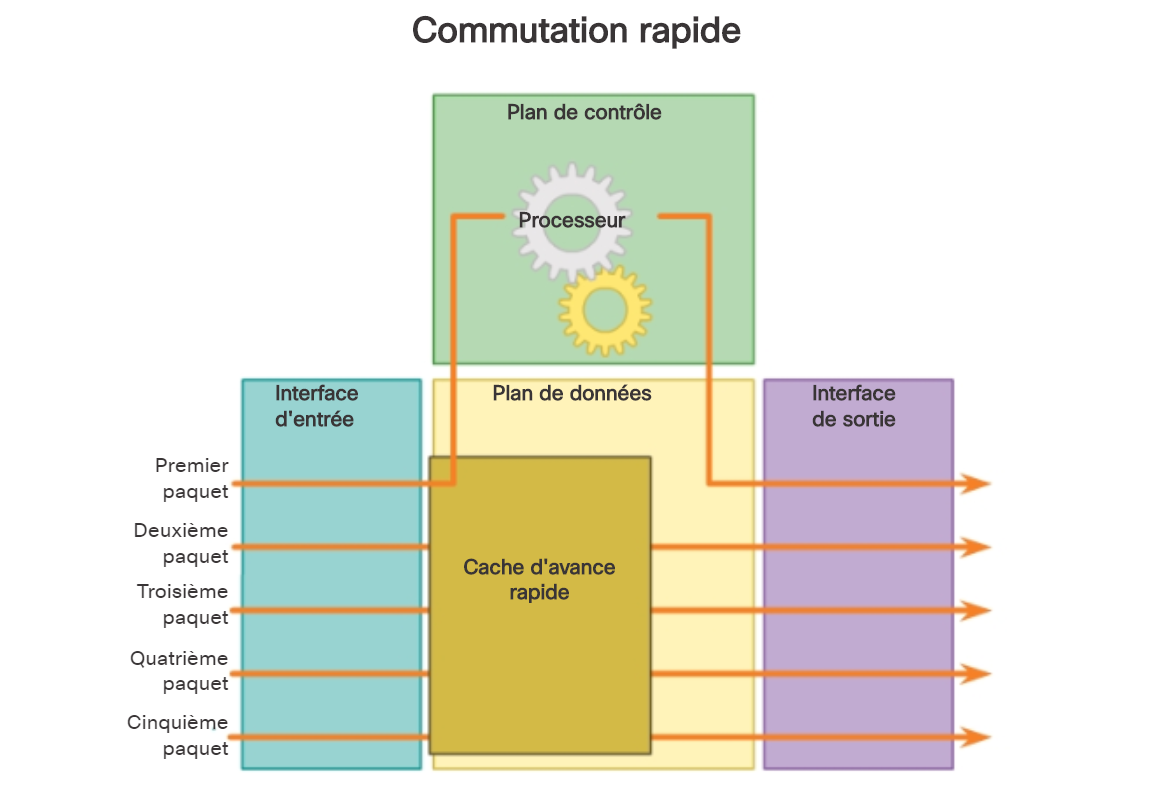 Commutation rapide
Plan de contrôle
Processeur
Interface
d'entrée
Plan de données
Interface
de sortie
Premier
paquet
Deuxième
paquet
Cache d'avance
rapide
Troisième
paquet
Quatrième
paquet
Cinquième
paquet